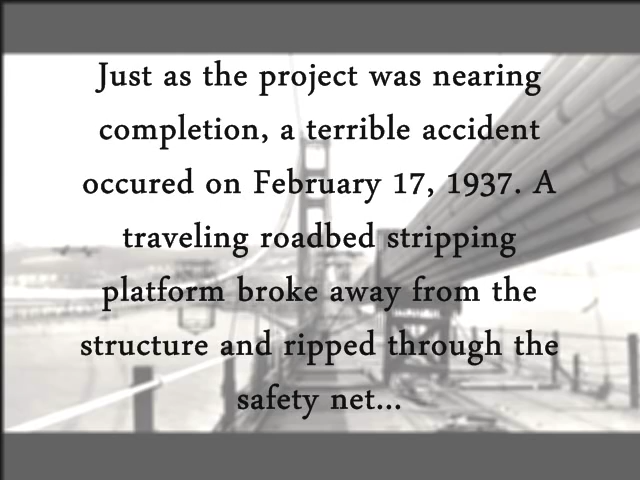 Just as the project was nearing
completion, a terrible accident
occured on February 17, 1937. A
traveling roadbed stripping
platform broke away from the
structure and ripped through the
safety net...